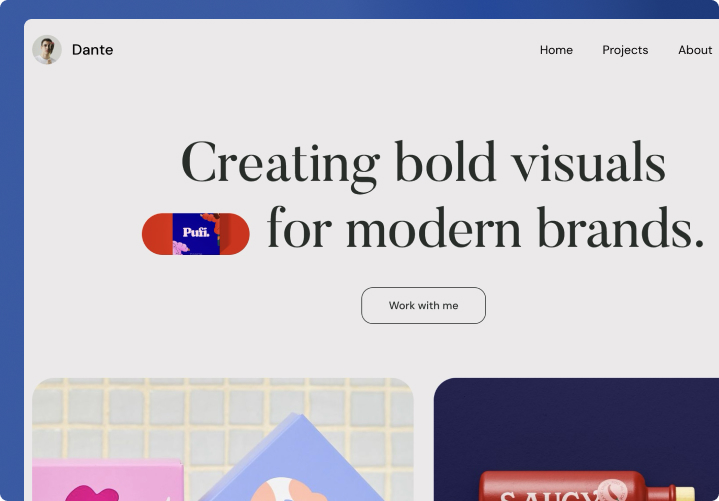 Dante
Home Projects About
Creating bold visuals
Pufi. for modern brands.
Work with me
SAUCY